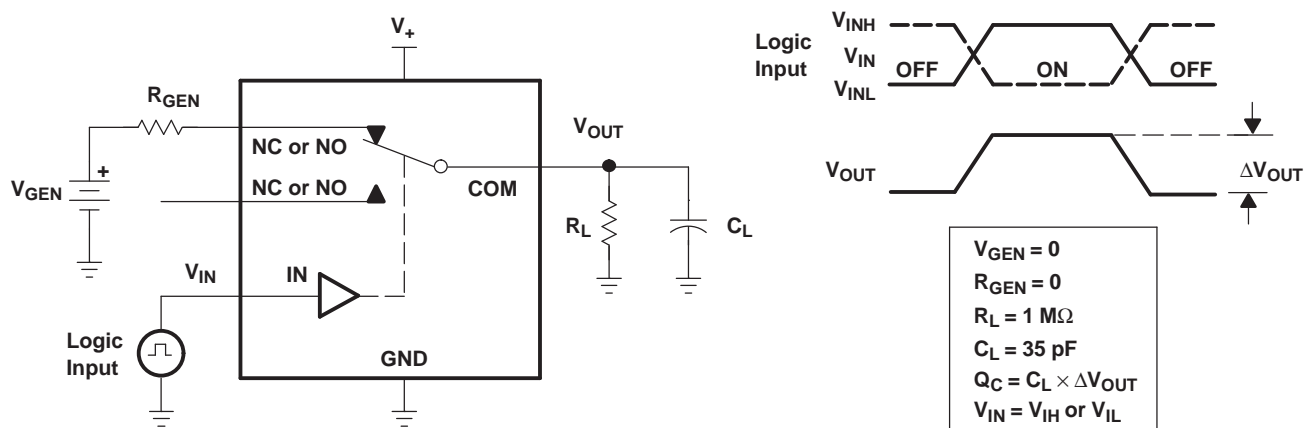 V+
RGEN
NC or NO
VOUT
+
VGEN
NC or NO
COM
RL
CL
VIN
IN
Logic
Input
GND
Logic
Input
VINH
VIN
VINL
OFF
ON
OFF
VOUT
ΔVOUT
VGEN = 0
RGEN = 0
RL = 1 MΩ
CL = 35 pF
QC = CL × ΔVOUT
VIN = VIH or VIL